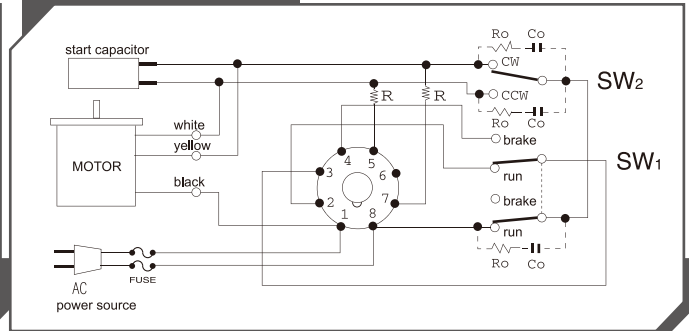 start capacitor
Ro Co
CW
SW2
CCW
R R
Ro Co
white
yellow
brake
4 5
MOTOR
3 6
SW1
black
run
2 7
brake
1 8
run
Ro Co
FUSE
AC
power source